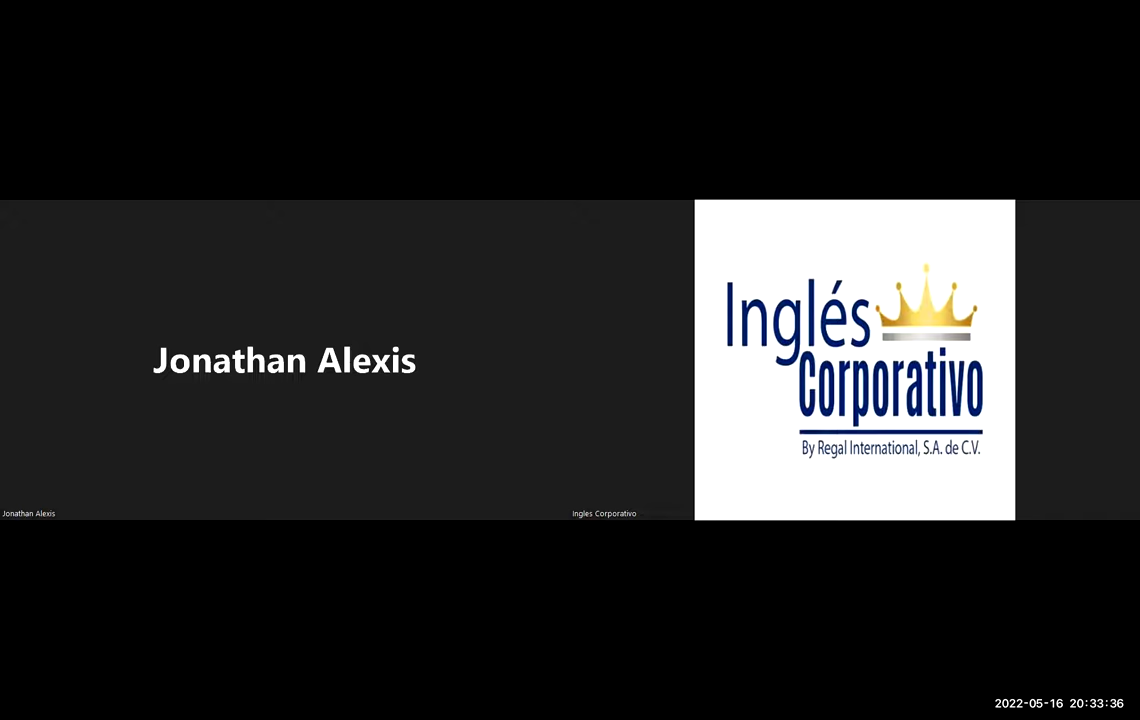 Jonathan Alexis
Inglés
Corporativo
By Regal International, S.A. de C.V.
Jonathan Alexis
Ingles Corporativo
2022-05-16 20:33:36